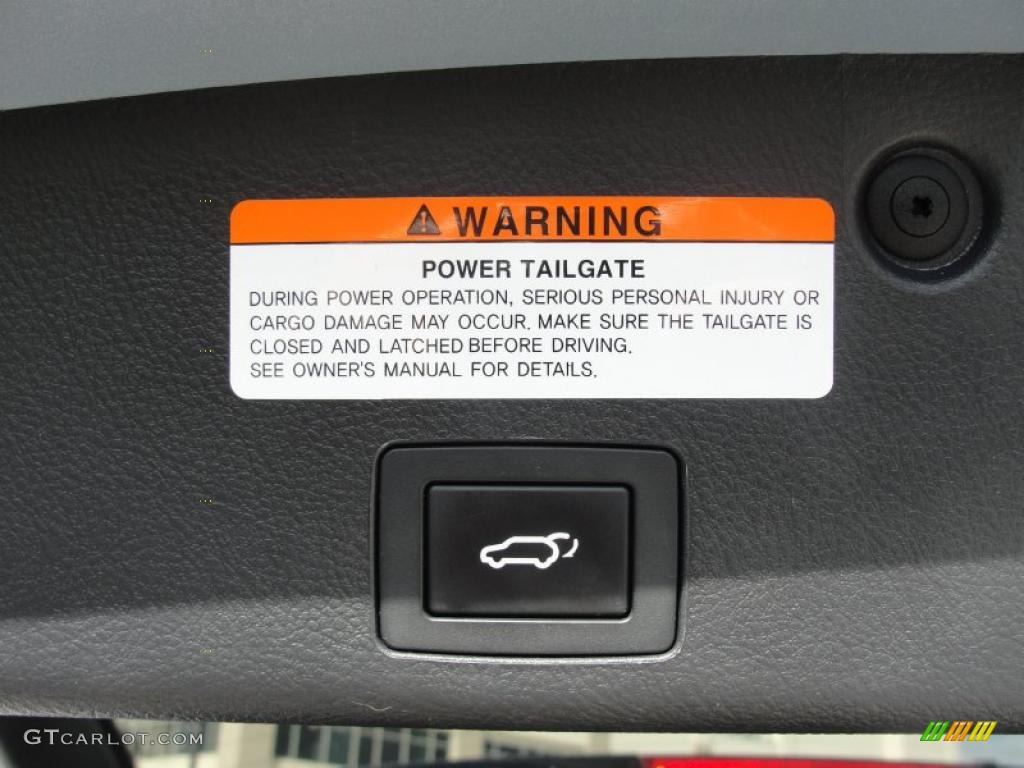 WARNING
POWER TAILGATE
DURING POWER OPERATION, SERIOUS PERSONAL INJURY OR
CARGO DAMAGE MAY OCCUR. MAKE SURE THE TAILGATE IS
CLOSED AND LATCHED BEFORE DRIVING.
SEE OWNER'S MANUAL FOR DETAILS.
GTCARLOT.COM